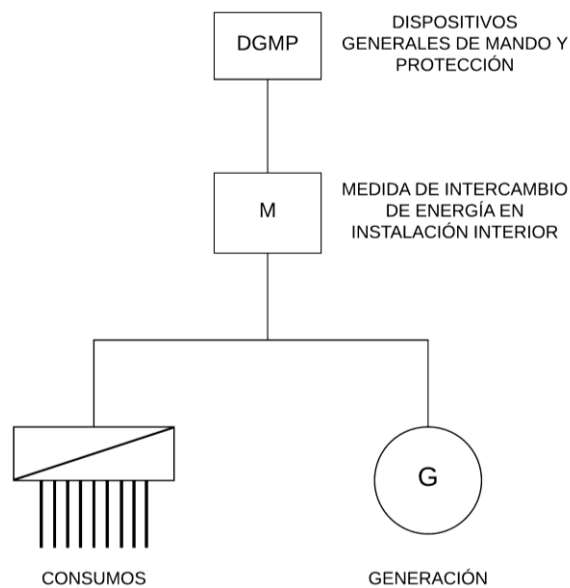 DGMP
DISPOSITIVOS
GENERALES DE MANDO Y
PROTECCIÓN
M
MEDIDA DE INTERCAMBIO
DE ENERGÍA EN
INSTALACIÓN INTERIOR
G
CONSUMOS
GENERACIÓN